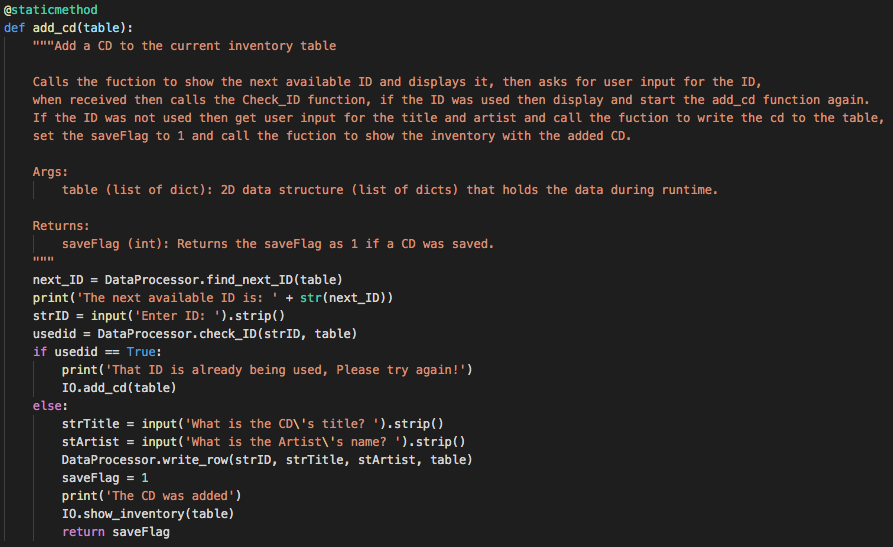 @staticmethod
def add_cd(table):
    """Add a CD to the current inventory table

    Calls the fuction to show the next available ID and displays it, then asks for user input for the ID,
    when received then calls the Check_ID function, if the ID was used then display and start the add_cd function again.
    If the ID was not used then get user input for the title and artist and call the fuction to write the cd to the table,
    set the saveFlag to 1 and call the fuction to show the inventory with the added CD.

    Args:
        table (list of dict): 2D data structure (list of dicts) that holds the data during runtime.

    Returns:
        saveFlag (int): Returns the saveFlag as 1 if a CD was saved.
    """
    next_ID = DataProcessor.find_next_ID(table)
    print('The next available ID is: ' + str(next_ID))
    strID = input('Enter ID: ').strip()
    usedid = DataProcessor.check_ID(strID, table)
    if usedid == True:
        print('That ID is already being used, Please try again!')
        IO.add_cd(table)
    else:
        strTitle = input('What is the CD\'s title? ').strip()
        stArtist = input('What is the Artist\'s name? ').strip()
        DataProcessor.write_row(strID, strTitle, stArtist, table)
        saveFlag = 1
        print('The CD was added')
        IO.show_inventory(table)
        return saveFlag